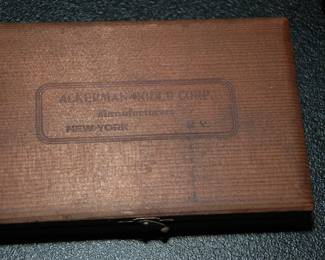 ACKERMAN-GOULD CORP.
Manufacturers
NEW-YORK N. Y.